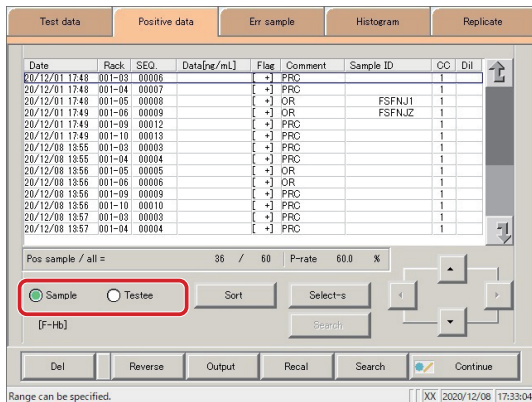 Test data Positive data Err sample Histogram Replicate
Date Rack SEQ. Data[ng/mL] Flag Comment Sample ID CC Dil
20/12/01 17:48 001-03 00006 [ +] PRC 1
20/12/01 17:48 001-04 00007 [ +] PRC 1
20/12/01 17:48 001-05 00008 [ +] OR FSFNJ1 1
20/12/01 17:49 001-06 00009 [ +] OR FSFNJZ 1
20/12/01 17:49 001-09 00012 [ +] PRC 1
20/12/01 17:49 001-10 00013 [ +] PRC 1
20/12/08 13:55 001-03 00003 [ +] PRC 1
20/12/08 13:55 001-04 00004 [ +] PRC 1
20/12/08 13:56 001-05 00005 [ +] OR 1
20/12/08 13:56 001-06 00006 [ +] OR 1
20/12/08 13:56 001-09 00009 [ +] PRC 1
20/12/08 13:56 001-10 00010 [ +] PRC 1
20/12/08 13:57 001-03 00003 [ +] PRC 1
20/12/08 13:57 001-04 00004 [ +] PRC 1
Pos sample / all = 36 / 60 P-rate 60.0 %
Sample Testee Sort Select-s
[F-Hb] Search
Del Reverse Output Recal Search Continue
Range can be specified. XX 2020/12/08 17:33:04